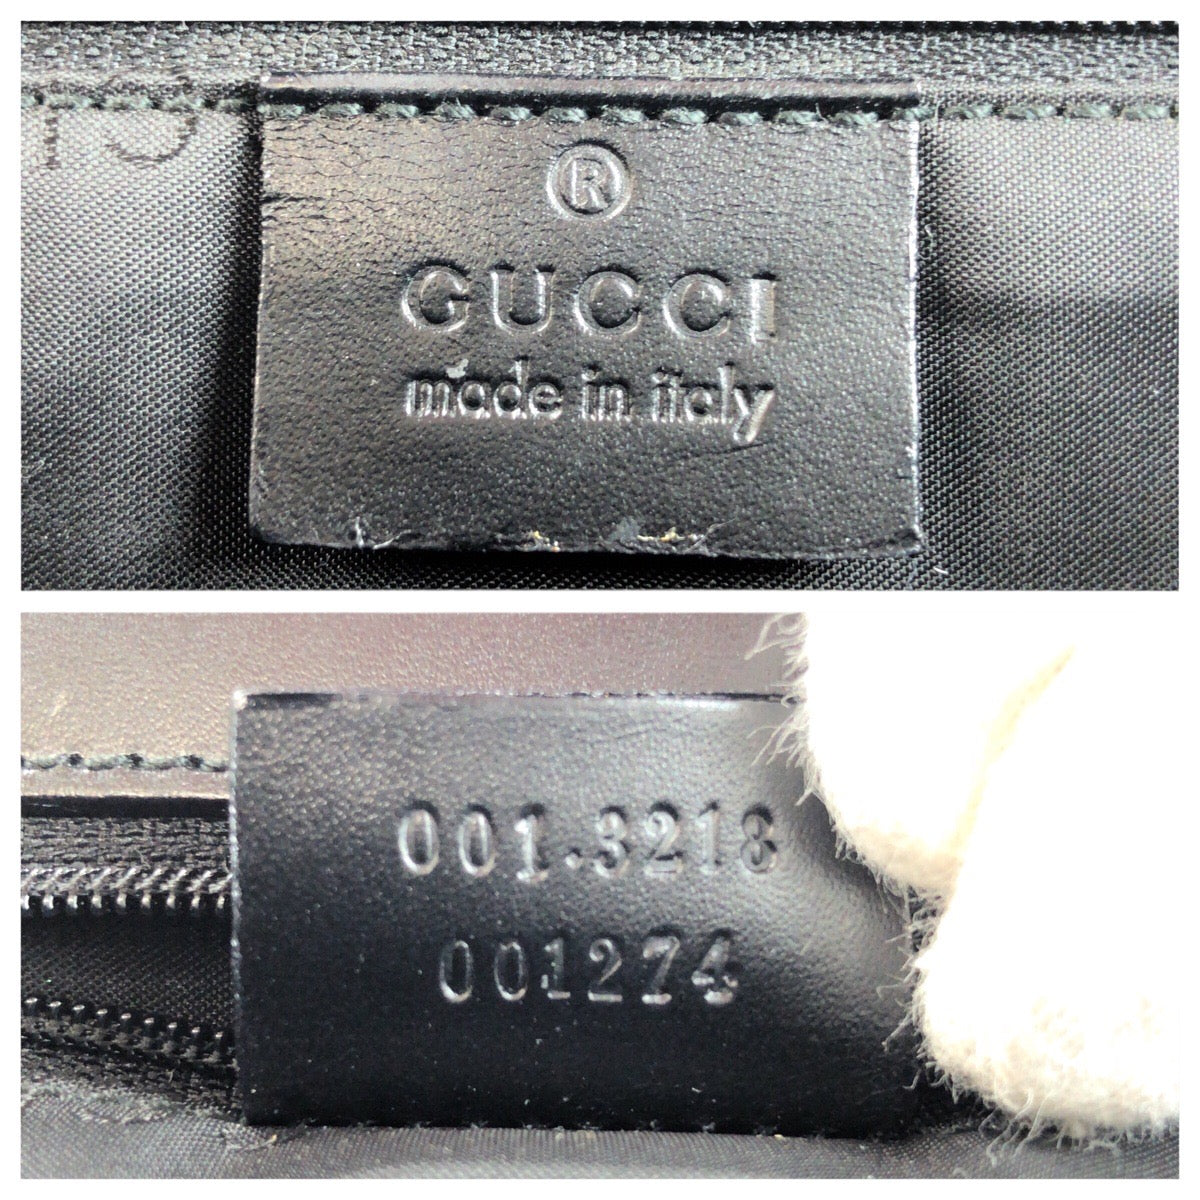 ®
GUCCI
made in italy
001.3218
001274